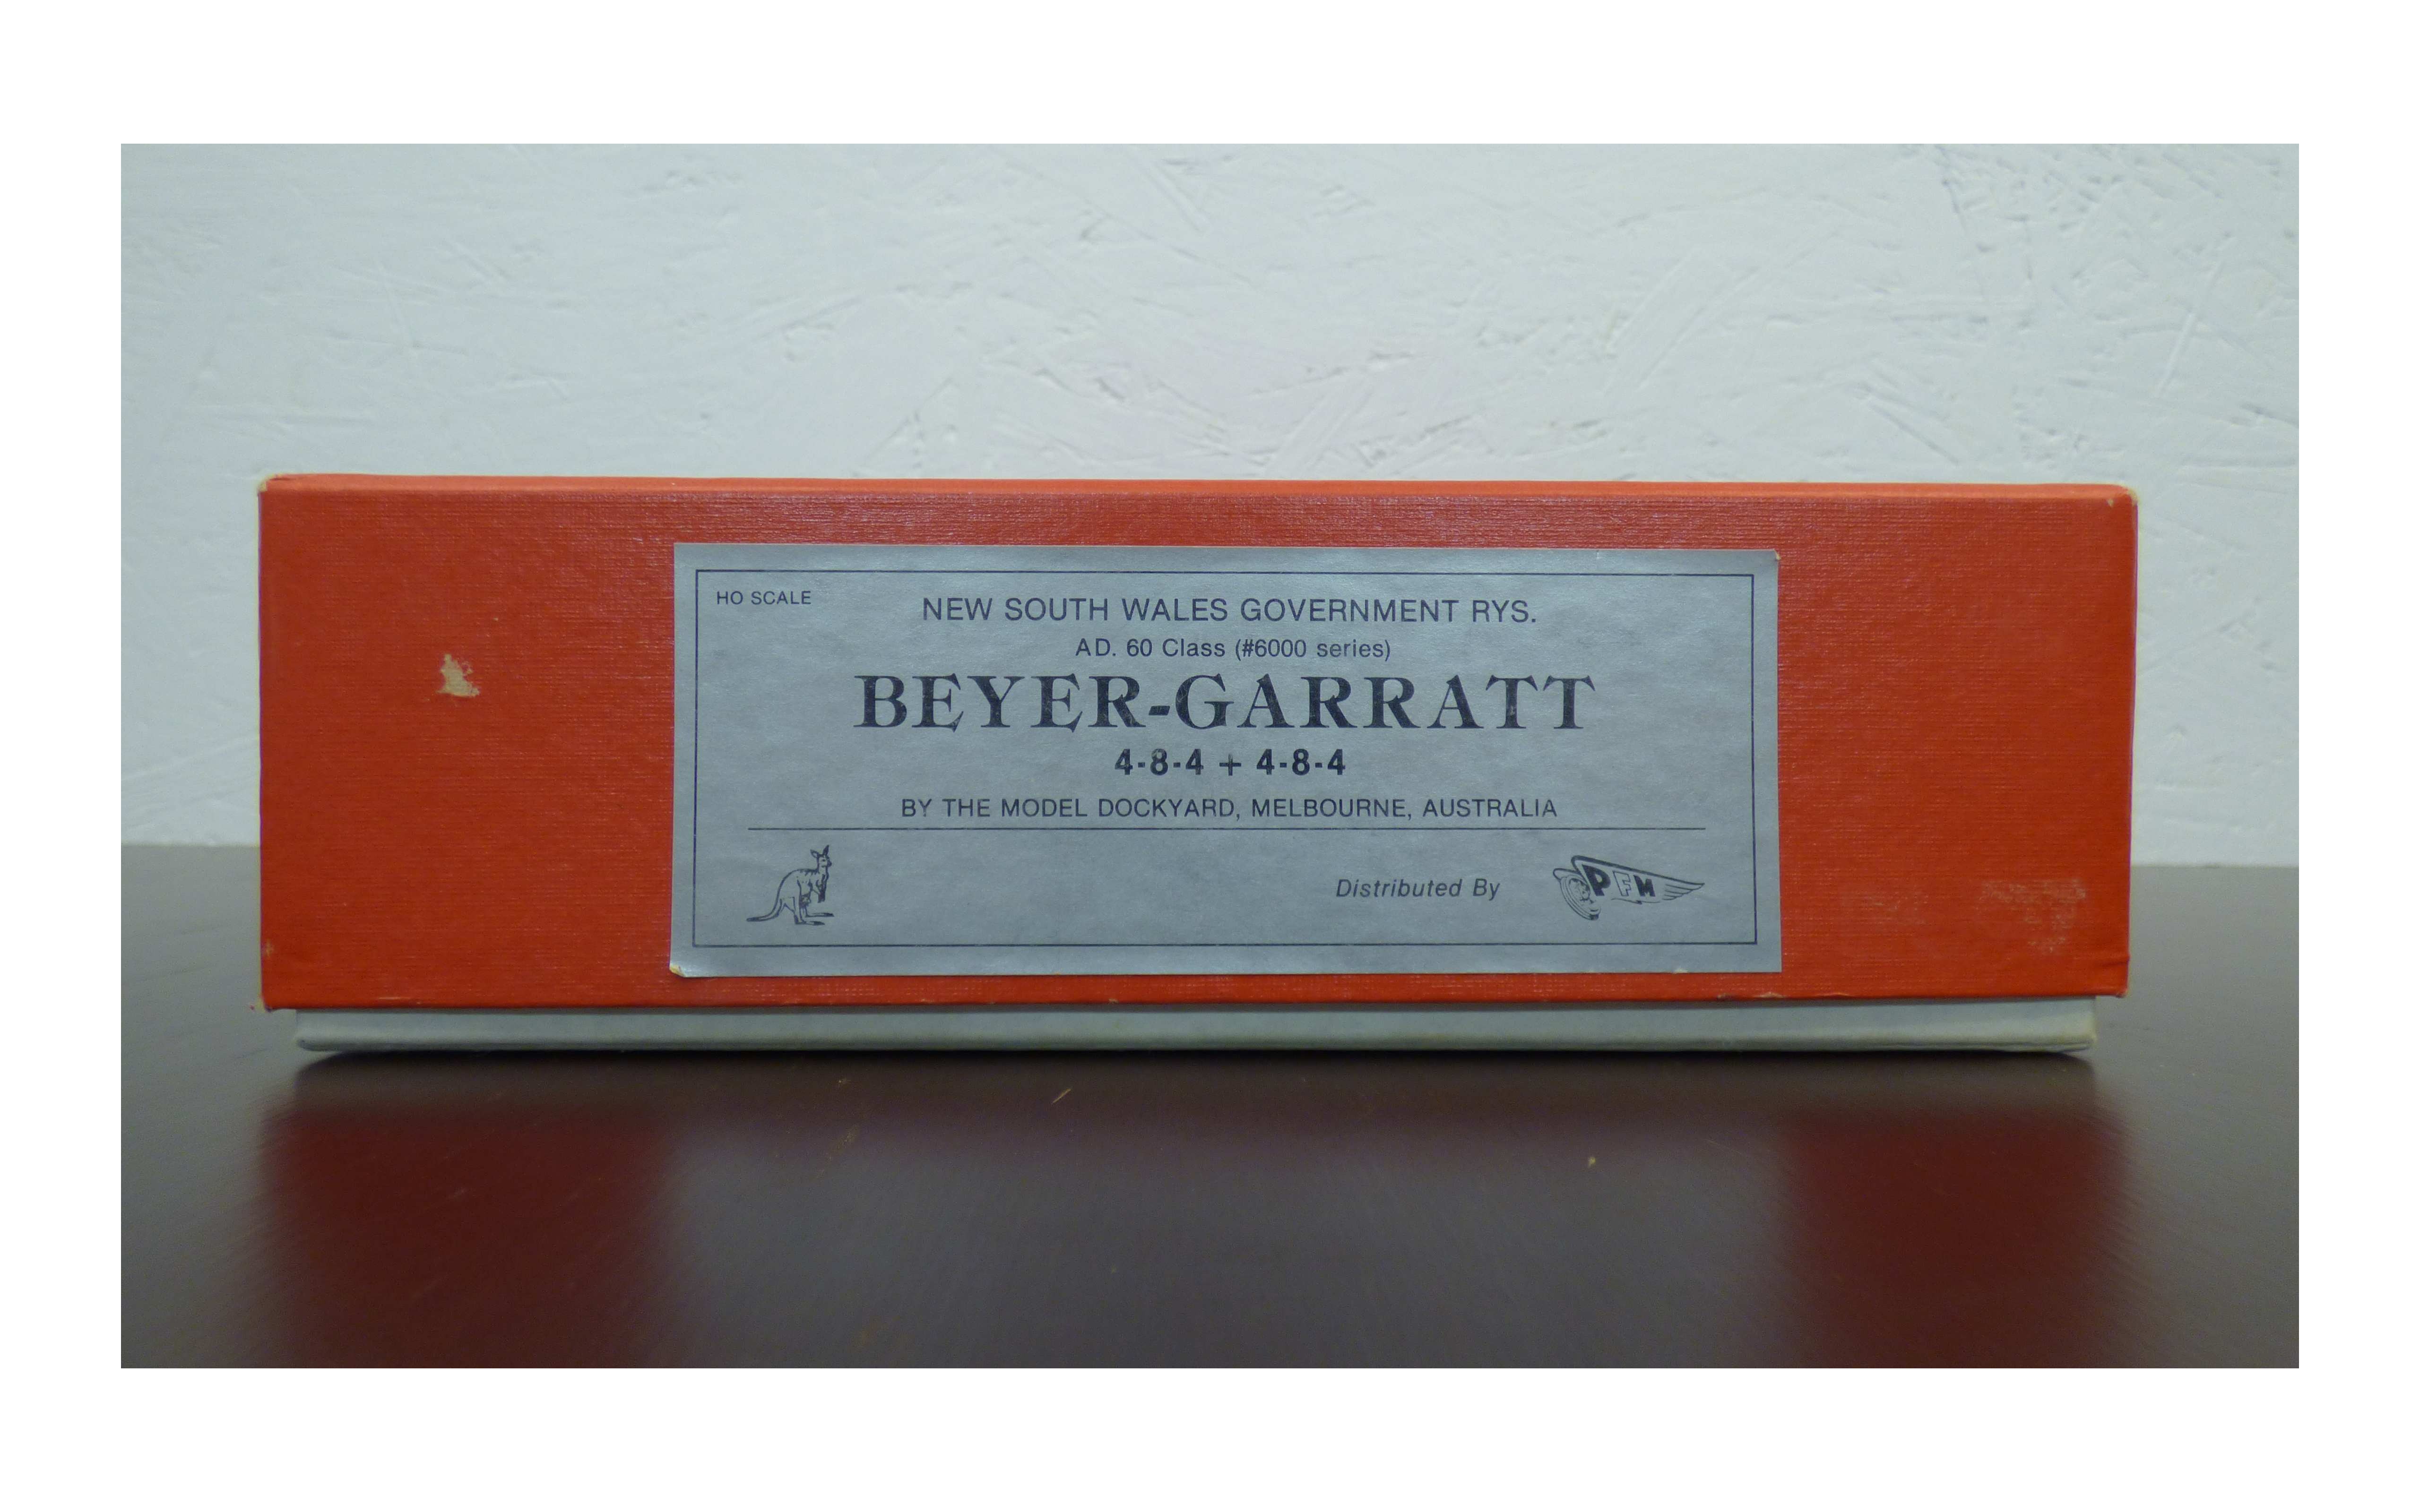 HO SCALE
NEW SOUTH WALES GOVERNMENT RYS.
AD. 60 Class (#6000 series)
BEYER-GARRATT
4-8-4 + 4-8-4
BY THE MODEL DOCKYARD, MELBOURNE, AUSTRALIA
Distributed By
PFM